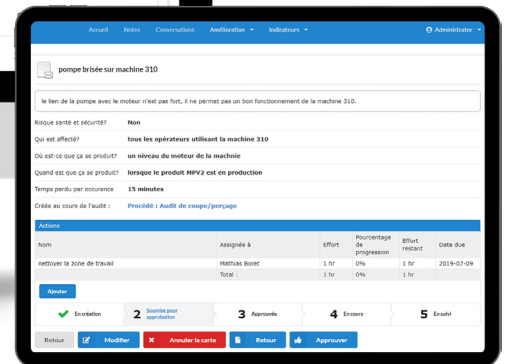 Accueil Notes Conversations Amélioration Indicateurs Administrator
pompe brisée sur machine 310
le lien de la pompe avec le moteur n'est pas fort, il ne permet pas un bon fonctionnement de la machine 310.
Risque santé et sécurité? Non
Qui est affecté? tous les opérateurs utilisant la machine 310
Où est-ce que ça se produit? un niveau du moteur de la machnie
Quand est que ça se produit? lorsque le produit MPV2 est en production
Temps perdu par occurence 15 minutes
Créée au cours de l'audit : Procédé : Audit de coupe/perçage
Actions
Nom Assignée à Effort Pourcentage de progression Effort restant Date due
nettoyer la zone de travail Mathias Boret 1 hr 0% 1 hr 2019-07-09
Total : 1 hr 0% 1 hr
Ajouter
En création 2 Soumise pour approbation 3 Approuvée 4 En cours 5 En suivi
Retour Modifier Annuler la carte Retour Approuver